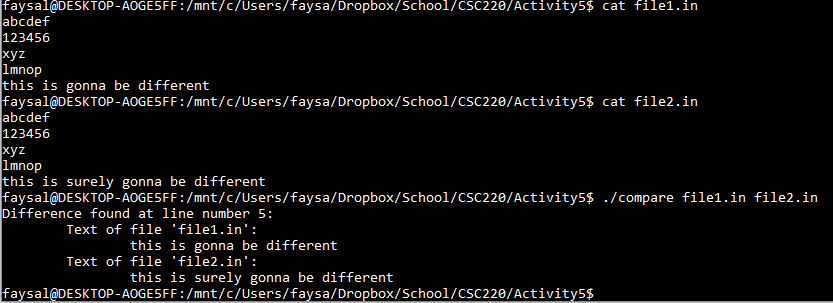 faysal@DESKTOP-AOGE5FF:/mnt/c/Users/faysa/Dropbox/School/CSC220/Activity5$ cat file1.in
abcdef
123456
xyz
lmnop
this is gonna be different
faysal@DESKTOP-AOGE5FF:/mnt/c/Users/faysa/Dropbox/School/CSC220/Activity5$ cat file2.in
abcdef
123456
xyz
lmnop
this is surely gonna be different
faysal@DESKTOP-AOGE5FF:/mnt/c/Users/faysa/Dropbox/School/CSC220/Activity5$ ./compare file1.in file2.in
Difference found at line number 5:
        Text of file 'file1.in':
                this is gonna be different
        Text of file 'file2.in':
                this is surely gonna be different
faysal@DESKTOP-AOGE5FF:/mnt/c/Users/faysa/Dropbox/School/CSC220/Activity5$